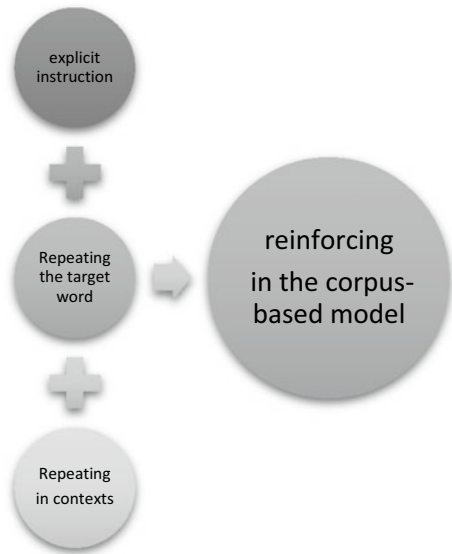 explicit
instruction
Repeating
the target
word
reinforcing
in the corpus-
based model
Repeating
in contexts